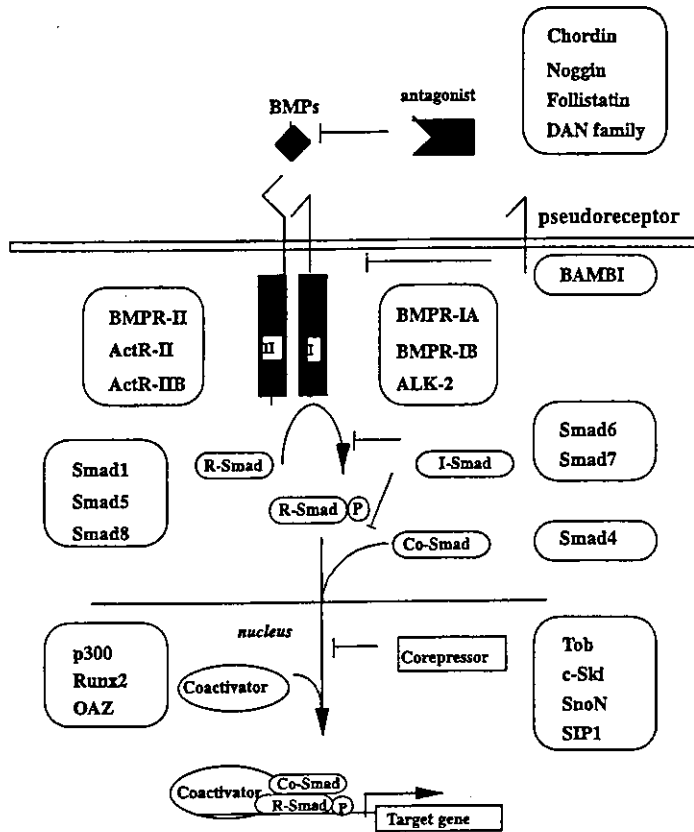 Chordin
Noggin
Follistatin
DAN family
BMPs
antagonist
pseudoreceptor
BAMBI
BMPR-II
ActR-II
ActR-IIB
II
I
BMPR-IA
BMPR-IB
ALK-2
Smad1
Smad5
Smad8
R-Smad
I-Smad
Smad6
Smad7
R-Smad P
Co-Smad
Smad4
nucleus
p300
Runx2
OAZ
Coactivator
Corepressor
Tob
c-Ski
SnoN
SIP1
Coactivator
Co-Smad
R-Smad P
Target gene